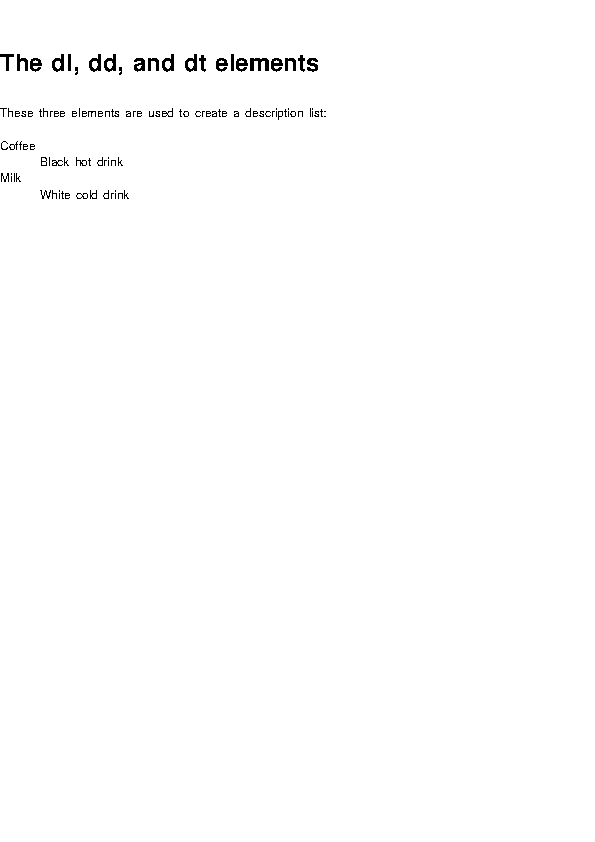 The dl, dd, and dt elements
These three elements are used to create a description list:
Coffee
Black hot drink
Milk
White cold drink